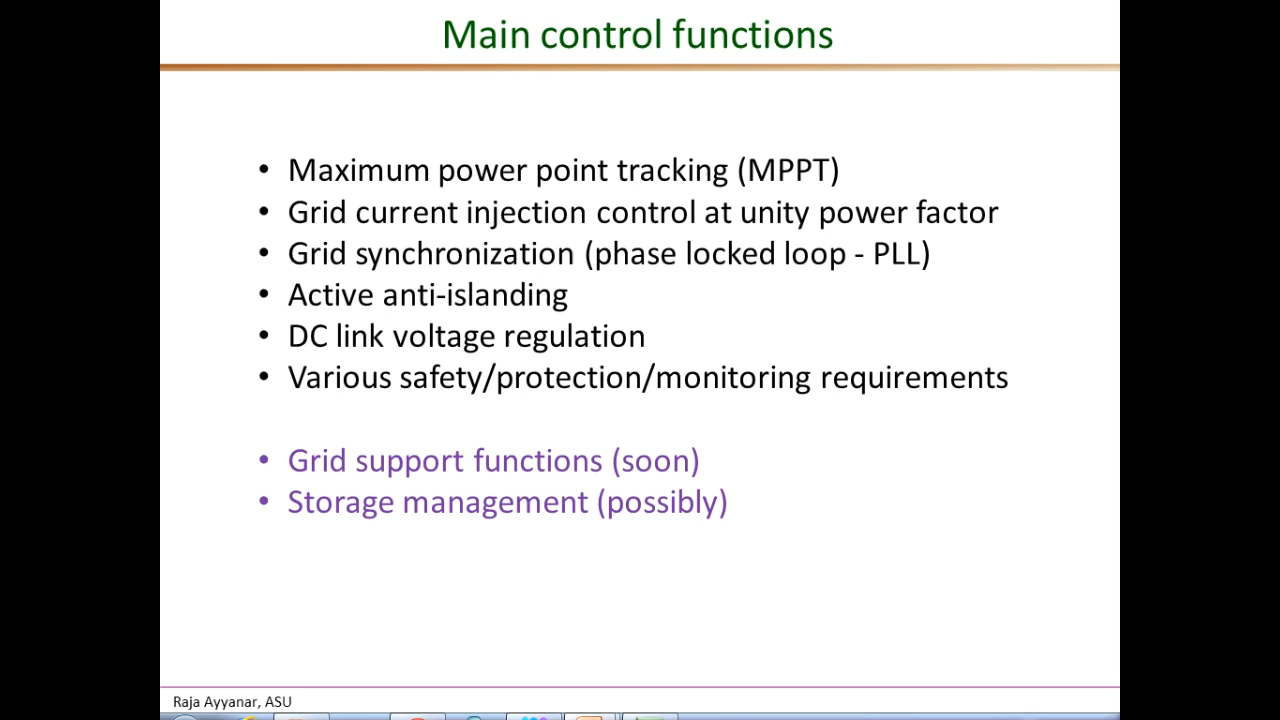 Main control functions
• Maximum power point tracking (MPPT)
• Grid current injection control at unity power factor
• Grid synchronization (phase locked loop - PLL)
• Active anti-islanding
• DC link voltage regulation
• Various safety/protection/monitoring requirements
• Grid support functions (soon)
• Storage management (possibly)
Raja Ayyanar, ASU